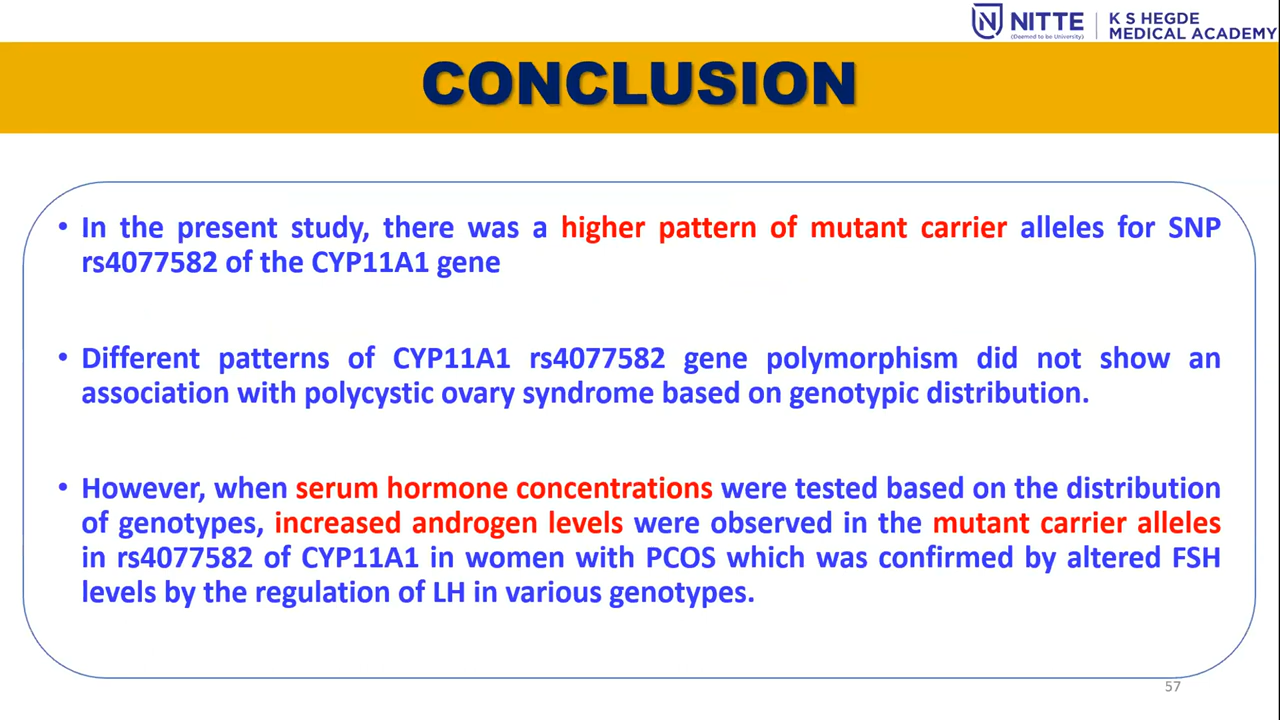 NITTE
(Deemed to be University)
K S HEGDE
MEDICAL ACADEMY
CONCLUSION
• In the present study, there was a higher pattern of mutant carrier alleles for SNP
rs4077582 of the CYP11A1 gene
• Different patterns of CYP11A1 rs4077582 gene polymorphism did not show an
association with polycystic ovary syndrome based on genotypic distribution.
• However, when serum hormone concentrations were tested based on the distribution
of genotypes, increased androgen levels were observed in the mutant carrier alleles
in rs4077582 of CYP11A1 in women with PCOS which was confirmed by altered FSH
levels by the regulation of LH in various genotypes.
57